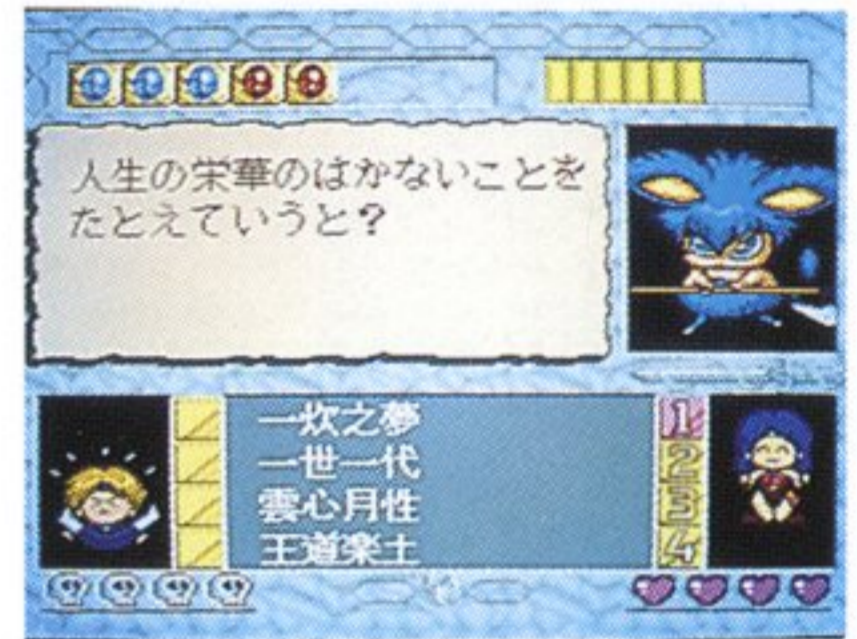 人生の栄華のはかないことを
たとえていうと?
一炊之夢
一世一代
雲心月性
王道楽土
1
2
3
4